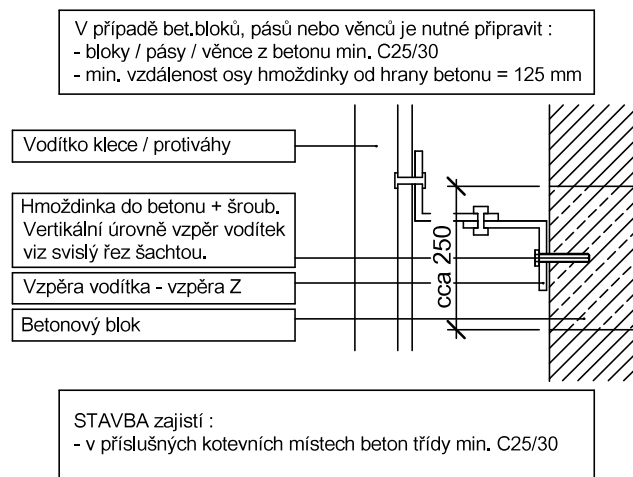 V případě bet.bloků, pásů nebo věnců je nutné připravit :
- bloky / pásy / věnce z betonu min. C25/30
- min. vzdálenost osy hmoždinky od hrany betonu = 125 mm
Vodítko klece / protiváhy
Hmoždinka do betonu + šroub.
Vertikální úrovně vzpěr vodítek
viz svislý řez šachtou.
Vzpěra vodítka - vzpěra Z
Betonový blok
cca 250
STAVBA zajistí :
- v příslušných kotevních místech beton třídy min. C25/30